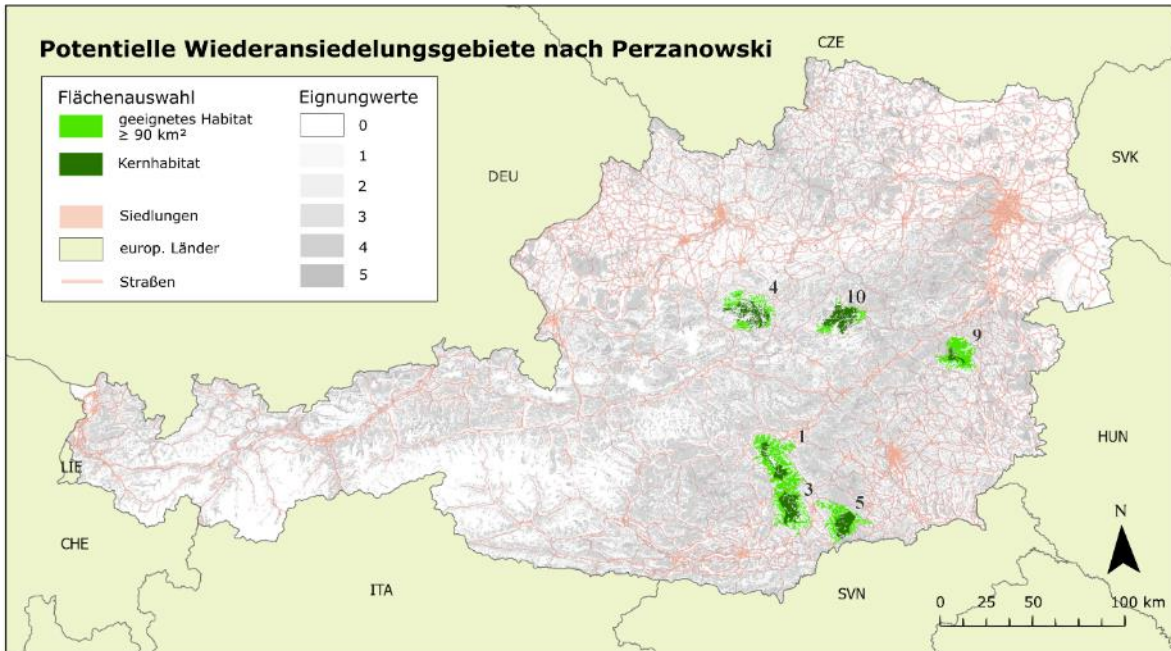 Potentielle Wiederansiedelungsgebiete nach Perzanowski
Flächenauswahl
geeignetes Habitat
≥ 90 km²
Kernhabitat
Siedlungen
europ. Länder
Straßen
Eignungwerte
0
1
2
3
4
5
CZE
DEU
SVK
4
10
9
1
3
5
HUN
LIE
CHE
ITA
SVN
N
0 25 50 100 km